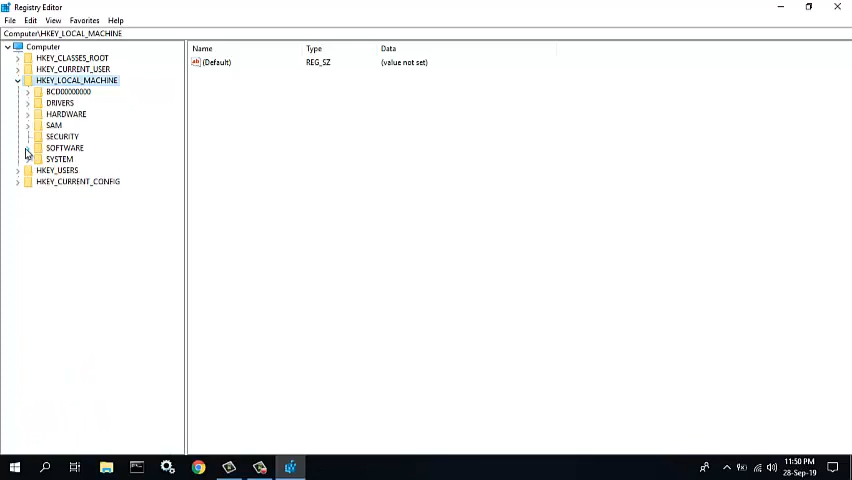 Registry Editor
File Edit View Favorites Help
Computer\HKEY_LOCAL_MACHINE
Computer
HKEY_CLASSES_ROOT
HKEY_CURRENT_USER
HKEY_LOCAL_MACHINE
BCD00000000
DRIVERS
HARDWARE
SAM
SECURITY
SOFTWARE
SYSTEM
HKEY_USERS
HKEY_CURRENT_CONFIG
Name Type Data
(Default) REG_SZ (value not set)
11:50 PM
28-Sep-19